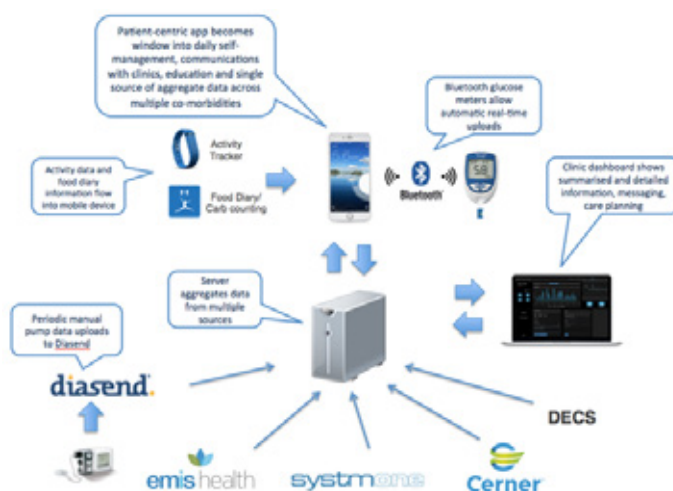 Patient-centric app becomes
window into daily self-
management, communications
with clinics, education and single
source of aggregate data across
multiple co-morbidities
Bluetooth glucose
meters allow
automatic real-time
uploads
Activity
Tracker
Activity data and
food diary
information flow
into mobile device
Food Diary/
Carb counting
Bluetooth
58
Clinic dashboard shows
summarised and detailed
information, messaging,
care planning
Server
aggregates data
from multiple
sources
Periodic manual
pump data uploads
to Diasend
diasend
DECS
emis health
systmone
Cerner